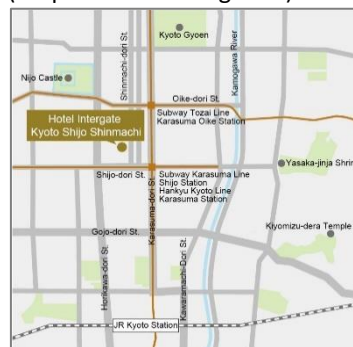 Kyoto Gyoen
Nijo Castle
Shinmachi-dori St.
Kamogawa River
Oike-dori St.
Hotel Intergate
Kyoto Shijo Shinmachi
Subway Tozai Line
Karasuma Oike Station
Yasaka-jinja Shrin
Shijo-dori St.
Subway Karasuma Line
Shijo Station
Hankyu Kyoto Line
Karasuma Station
Karasuma-dori St.
Gojo-dori St.
Kiyomizu-dera Temple
Horikawa-dori St.
Kawaramachi-Dori St.
JR Kyoto Station